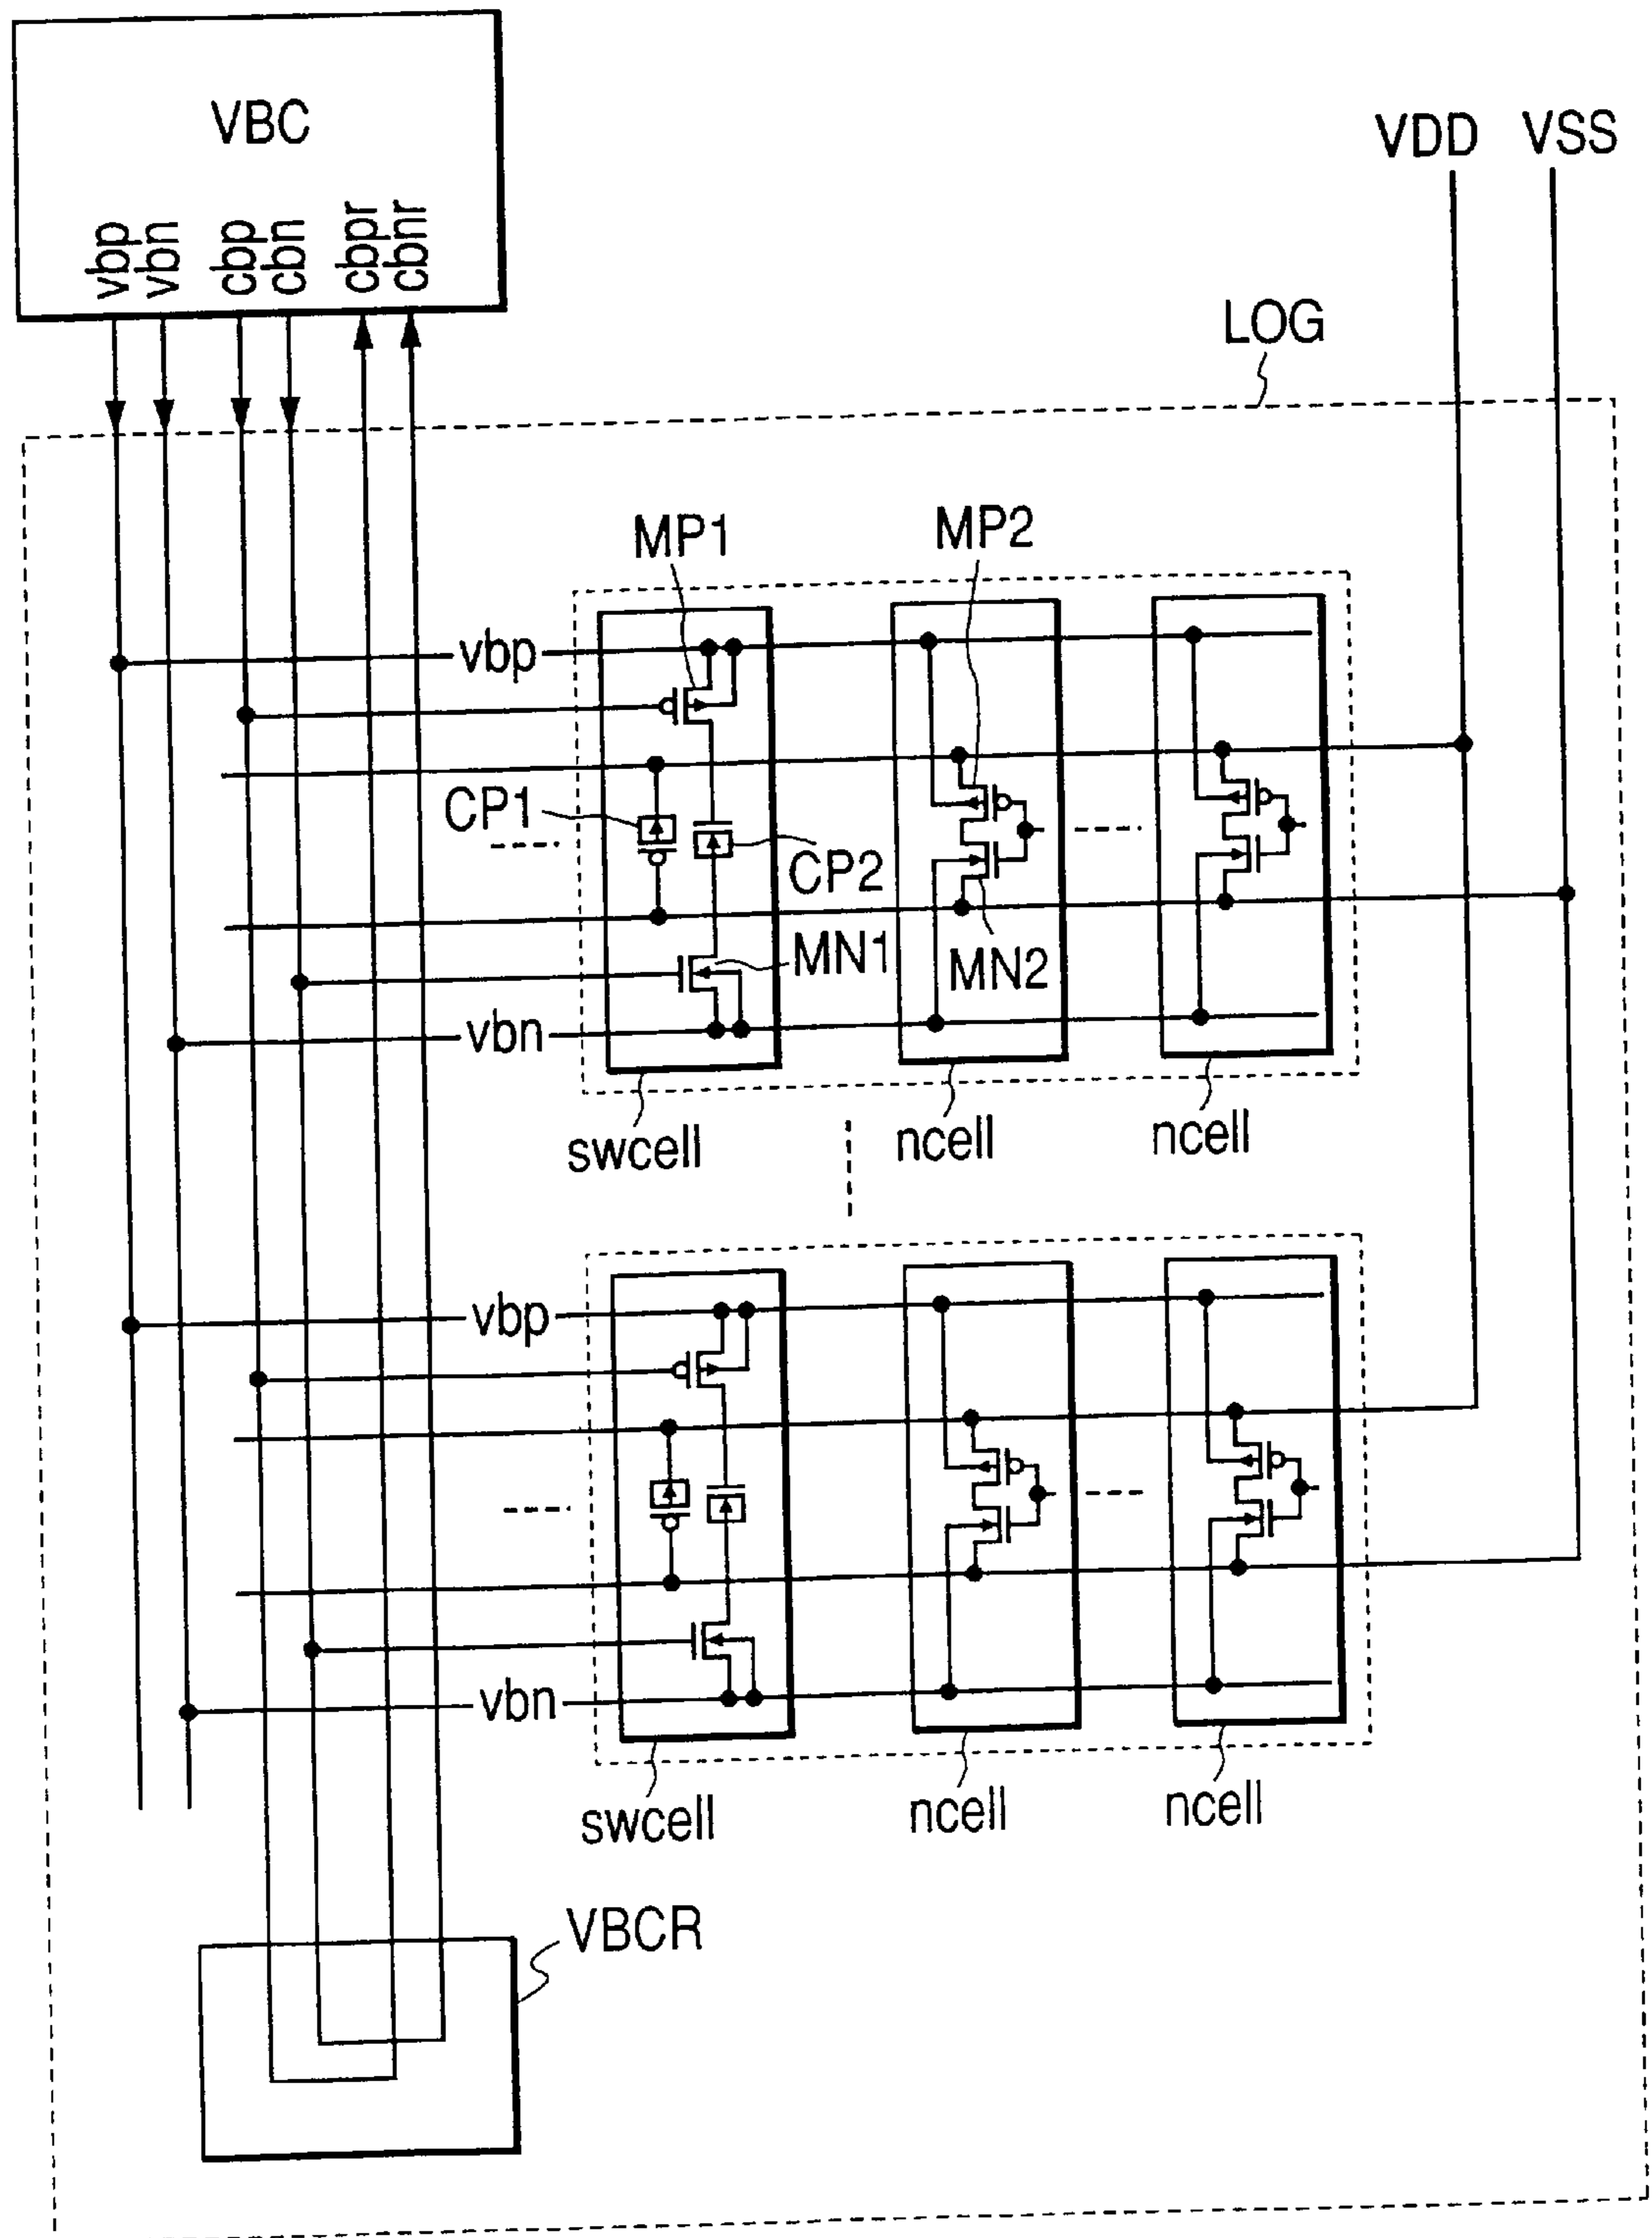 VBC
vbp
vbn
cbp
cbn
cbpr
cbnr
VDD VSS
LOG
MP1
MP2
vbp
CP1
CP2
MN1
MN2
vbn
swcell
ncell
ncell
vbp
vbn
swcell
ncell
ncell
VBCR